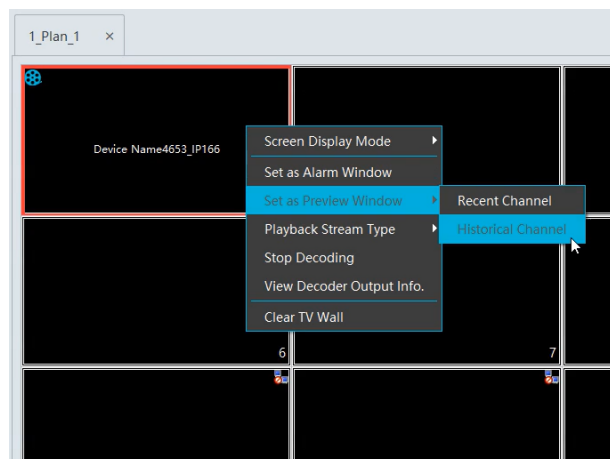 1_Plan_1 ×
Device Name4653_IP166
Screen Display Mode
Set as Alarm Window
Set as Preview Window
Recent Channel
Playback Stream Type
Historical Channel
Stop Decoding
View Decoder Output Info.
Clear TV Wall
6
7